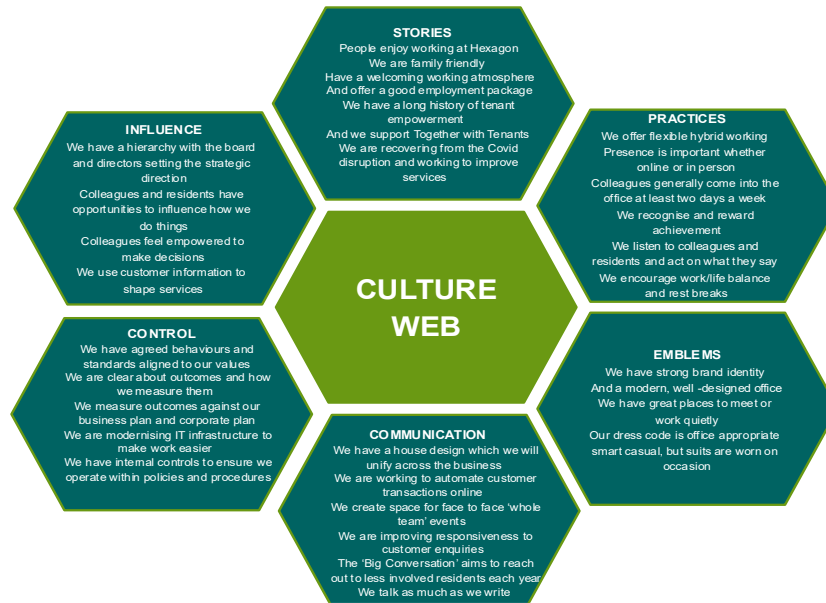 STORIES
People enjoy working at Hexagon
We are family friendly
Have a welcoming working atmosphere
And offer a good employment package
We have a long history of tenant
empowerment
And we support Together with Tenants
We are recovering from the Covid
disruption and working to improve
services
INFLUENCE
We have a hierarchy with the board
and directors setting the strategic
direction
Colleagues and residents have
opportunities to influence how we
do things
Colleagues feel empowered to
make decisions
We use customer information to
shape services
PRACTICES
We offer flexible hybrid working
Presence is important whether
online or in person
Colleagues generally come into the
office at least two days a week
We recognise and reward
achievement
We listen to colleagues and
residents and act on what they say
We encourage work/life balance
and rest breaks
CULTURE
WEB
CONTROL
We have agreed behaviours and
standards aligned to our values
We are clear about outcomes and how
we measure them
We measure outcomes against our
business plan and corporate plan
We are modernising IT infrastructure to
make work easier
We have internal controls to ensure we
operate within policies and procedures
EMBLEMS
We have strong brand identity
And a modern, well -designed office
We have great places to meet or
work quietly
Our dress code is office appropriate
smart casual, but suits are worn on
occasion
COMMUNICATION
We have a house design which we will
unify across the business
We are working to automate customer
transactions online
We create space for face to face ‘whole
team’ events
We are improving responsiveness to
customer enquiries
The ‘Big Conversation’ aims to reach
out to less involved residents each year
We talk as much as we write